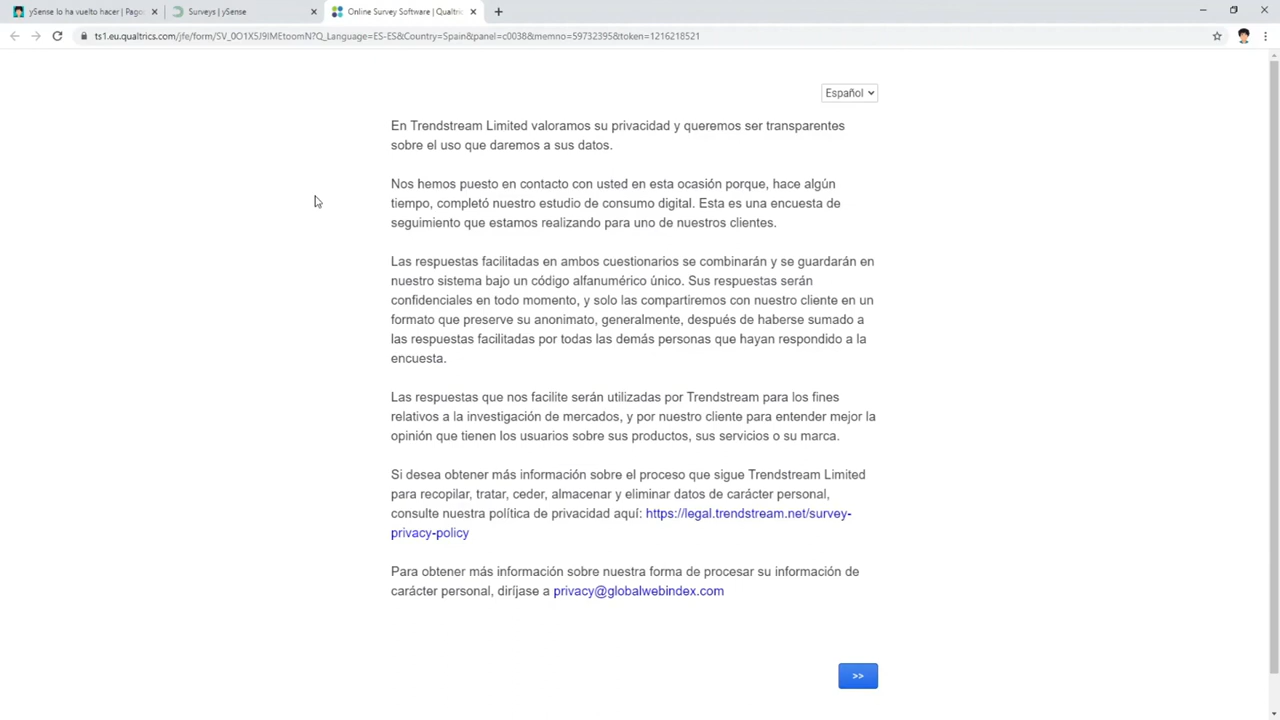 ySense lo ha vuelto hacer | Pago
Surveys | ySense
Online Survey Software | Qualtric
ts1.eu.qualtrics.com/jfe/form/SV_0O1X5J9IMEtoomN?Q_Language=ES-ES&Country=Spain&panel=c0038&memno=59732395&token=1216218521
Español
En Trendstream Limited valoramos su privacidad y queremos ser transparentes
sobre el uso que daremos a sus datos.
Nos hemos puesto en contacto con usted en esta ocasión porque, hace algún
tiempo, completó nuestro estudio de consumo digital. Esta es una encuesta de
seguimiento que estamos realizando para uno de nuestros clientes.
Las respuestas facilitadas en ambos cuestionarios se combinarán y se guardarán en
nuestro sistema bajo un código alfanumérico único. Sus respuestas serán
confidenciales en todo momento, y solo las compartiremos con nuestro cliente en un
formato que preserve su anonimato, generalmente, después de haberse sumado a
las respuestas facilitadas por todas las demás personas que hayan respondido a la
encuesta.
Las respuestas que nos facilite serán utilizadas por Trendstream para los fines
relativos a la investigación de mercados, y por nuestro cliente para entender mejor la
opinión que tienen los usuarios sobre sus productos, sus servicios o su marca.
Si desea obtener más información sobre el proceso que sigue Trendstream Limited
para recopilar, tratar, ceder, almacenar y eliminar datos de carácter personal,
consulte nuestra política de privacidad aquí: https://legal.trendstream.net/survey-
privacy-policy
Para obtener más información sobre nuestra forma de procesar su información de
carácter personal, diríjase a privacy@globalwebindex.com
>>